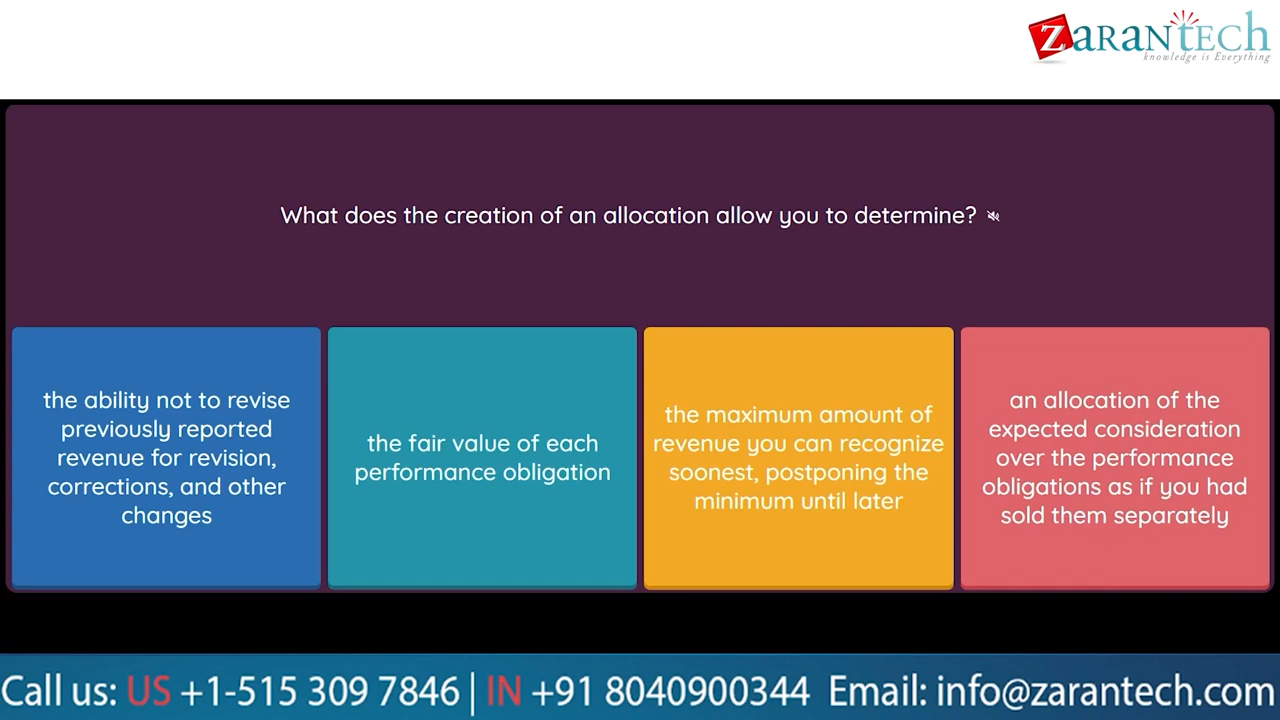 ZARANTECH
knowledge is Everything
What does the creation of an allocation allow you to determine?
the ability not to revise
previously reported
revenue for revision,
corrections, and other
changes
the fair value of each
performance obligation
the maximum amount of
revenue you can recognize
soonest, postponing the
minimum until later
an allocation of the
expected consideration
over the performance
obligations as if you had
sold them separately
Call us: US +1-515 309 7846 | IN +91 8040900344 Email: info@zarantech.com